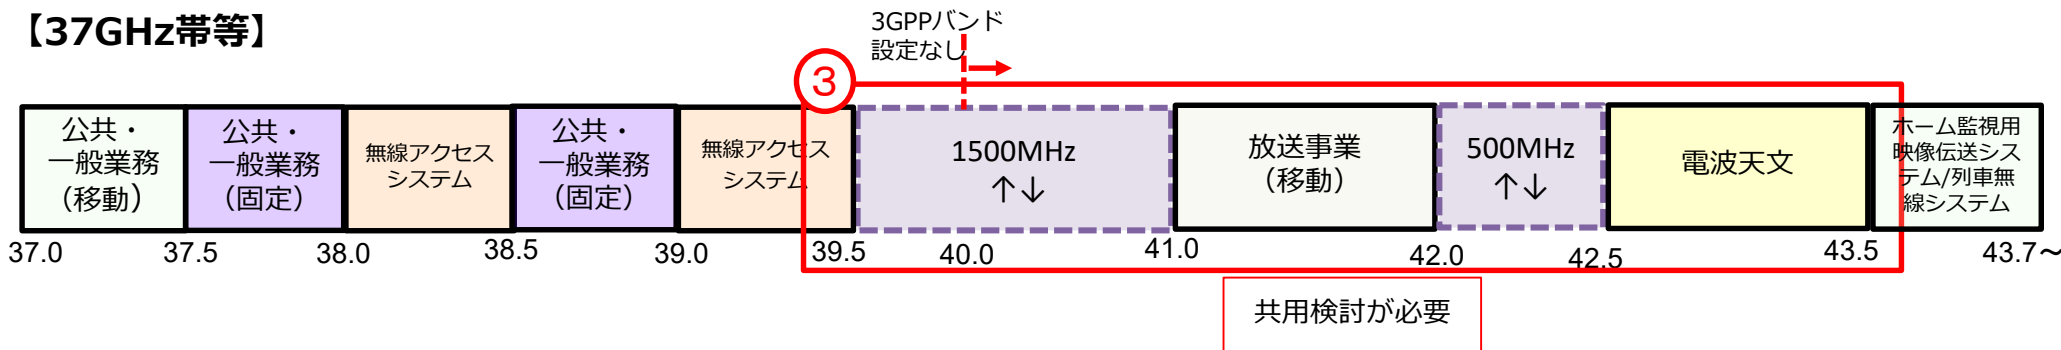 【37GHz帯等】
3GPPバンド
設定なし
③
公共・
一般業務
（移動）
公共・
一般業務
（固定）
無線アクセス
システム
公共・
一般業務
（固定）
無線アクセス
システム
1500MHz
↑↓
放送事業
（移動）
500MHz
↑↓
電波天文
ホーム監視用
映像伝送シス
テム/列車無
線システム
37.0
37.5
38.0
38.5
39.0
39.5
40.0
41.0
42.0
42.5
43.5
43.7～
共用検討が必要